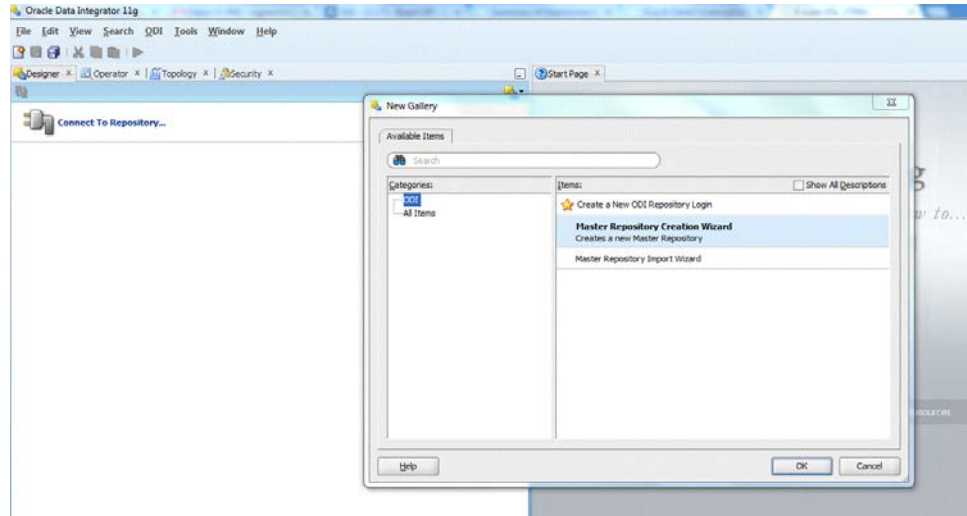 Oracle Data Integrator 11g
File Edit View Search ODI Tools Window Help
Designer x Operator x Topology x Security x
Start Page x
Connect To Repository...
New Gallery
Available Items
Search
Categories:
ODI
All Items
Items:
Show All Descriptions
Create a New ODI Repository Login
Master Repository Creation Wizard
Creates a new Master Repository
Master Repository Import Wizard
Help
OK
Cancel
g
w to...